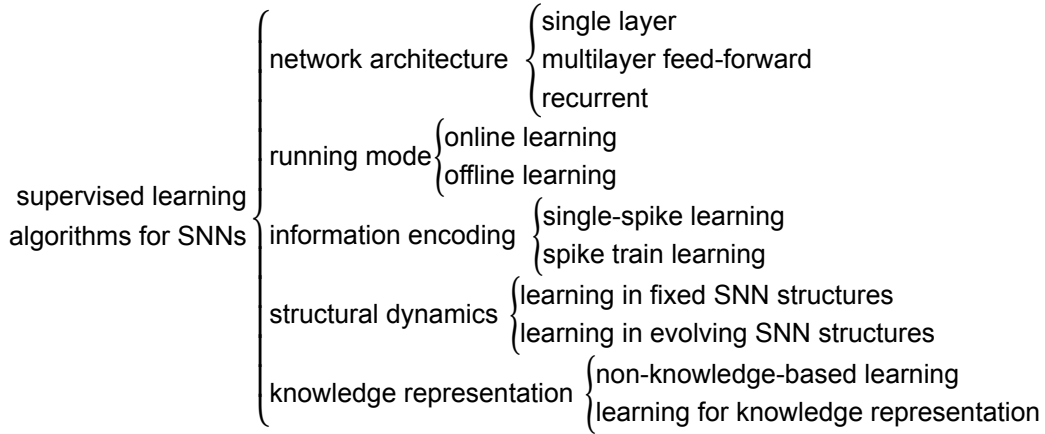 supervised learning
algorithms for SNNs
network architecture
single layer
multilayer feed-forward
recurrent
running mode
online learning
offline learning
information encoding
single-spike learning
spike train learning
structural dynamics
learning in fixed SNN structures
learning in evolving SNN structures
knowledge representation
non-knowledge-based learning
learning for knowledge representation